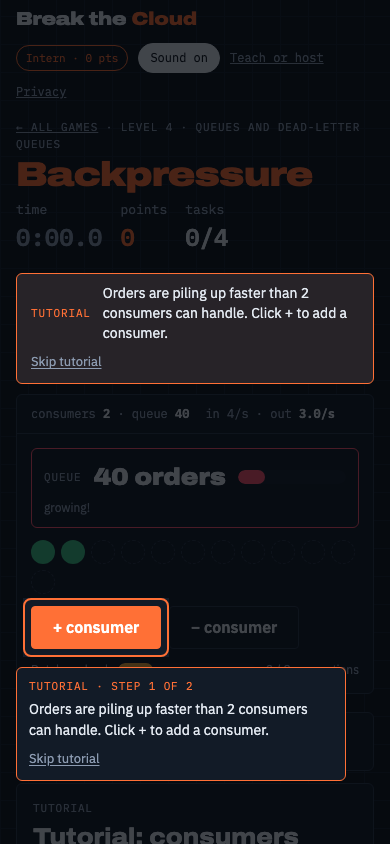 Break the Cloud
Intern · 0 pts
Sound on
Teach or host
Privacy
← ALL GAMES · LEVEL 4 · QUEUES AND DEAD-LETTER
QUEUES
Backpressure
time points tasks
0:00.0 0 0/4
TUTORIAL
Orders are piling up faster than 2
consumers can handle. Click + to add a
consumer.
Skip tutorial
consumers 2 · queue 40 in 4/s · out 3.0/s
QUEUE 40 orders
growing!
+ consumer
− consumer
TUTORIAL · STEP 1 OF 2
Orders are piling up faster than 2 consumers
can handle. Click + to add a consumer.
Skip tutorial
TUTORIAL
Tutorial: consumers